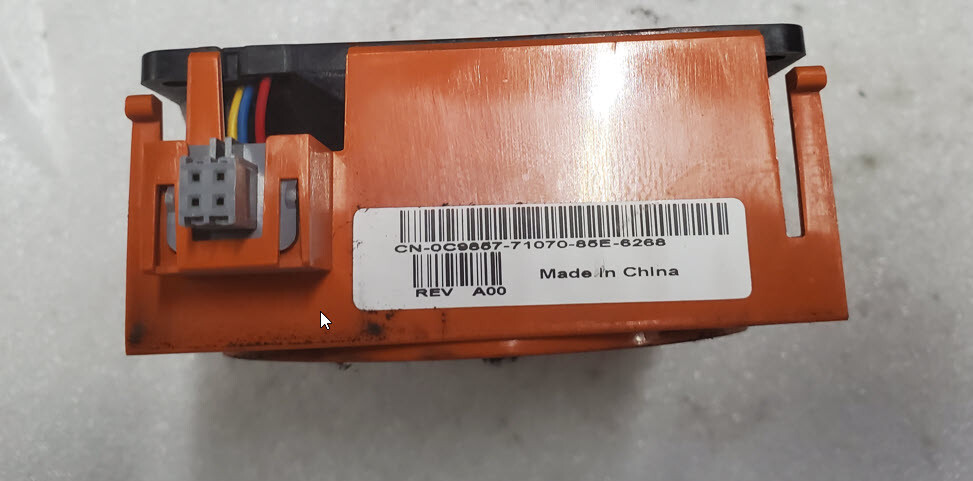 CN-0C9857-71070-85E-6268
Made in China
REV A00